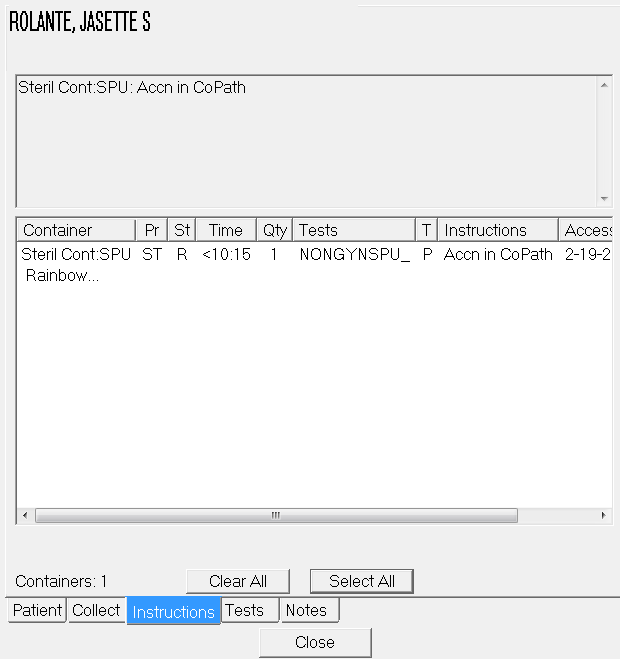 ROLANTE, JASETTE S
Steril Cont:SPU: Accn in CoPath
Container Pr St Time Qty Tests T Instructions Access
Steril Cont:SPU ST R <10:15 1 NONGYNSPU_ P Accn in CoPath 2-19-2
Rainbow...
Containers: 1 Clear All Select All
Patient Collect Instructions Tests Notes
Close